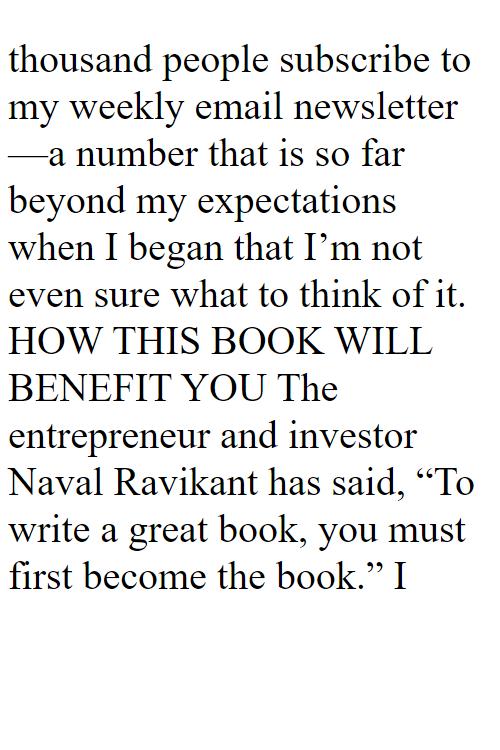 thousand people subscribe to
my weekly email newsletter
—a number that is so far
beyond my expectations
when I began that I’m not
even sure what to think of it.
HOW THIS BOOK WILL
BENEFIT YOU The
entrepreneur and investor
Naval Ravikant has said, “To
write a great book, you must
first become the book.” I